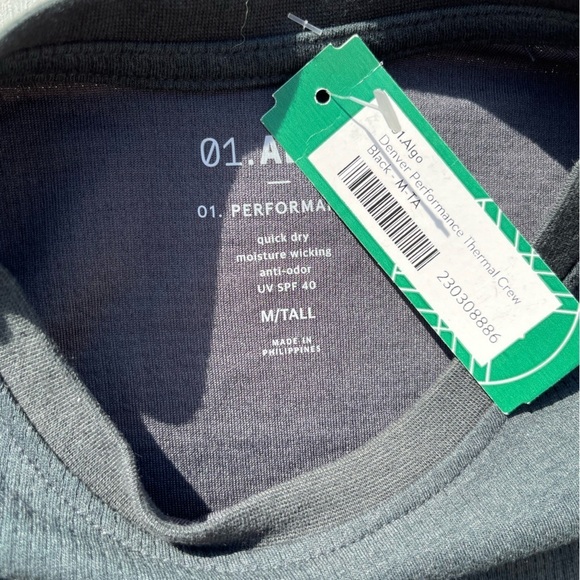 01.A
01. PERFORMA
quick dry
moisture wicking
anti-odor
UV SPF 40
M/TALL
MADE IN
PHILIPPINES
1.Algo
Denver Performance Thermal Crew
Black - M-TA
230308886